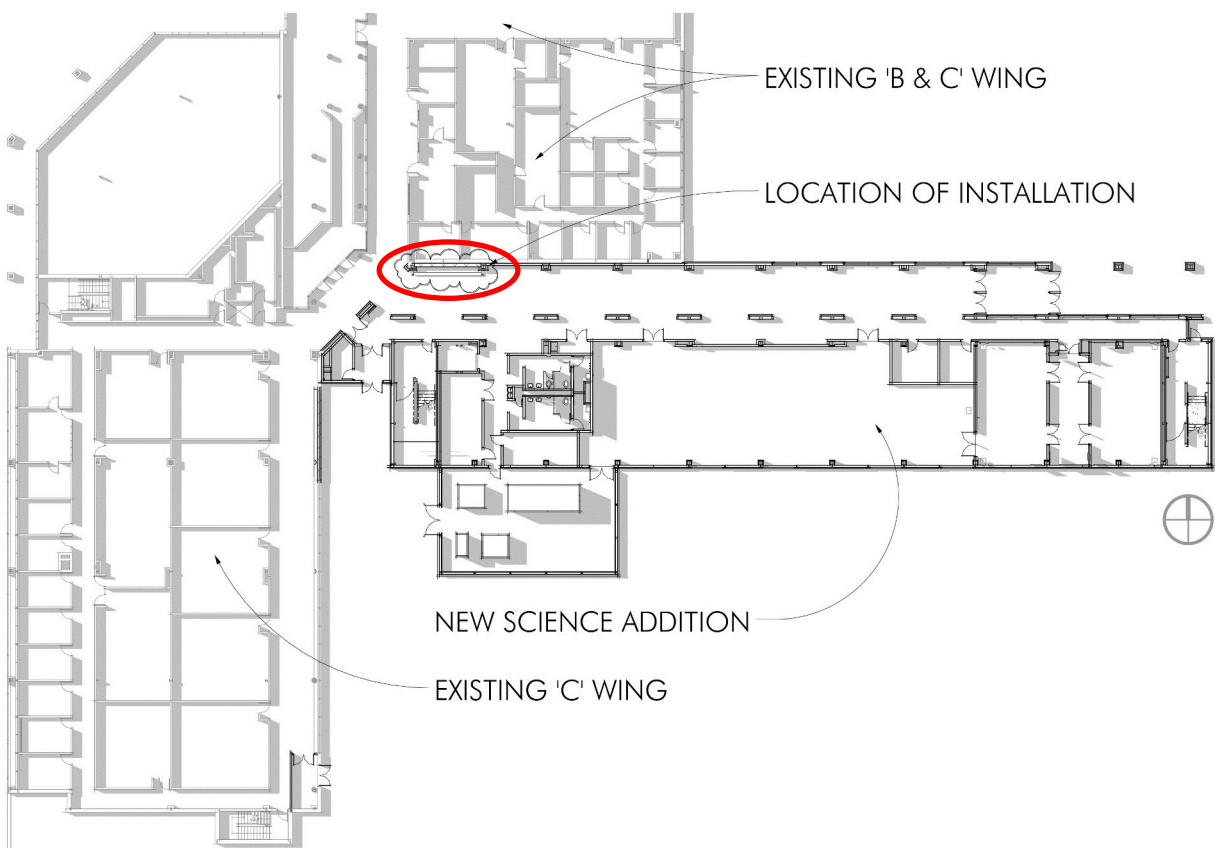 EXISTING 'B & C' WING
LOCATION OF INSTALLATION
NEW SCIENCE ADDITION
EXISTING 'C' WING